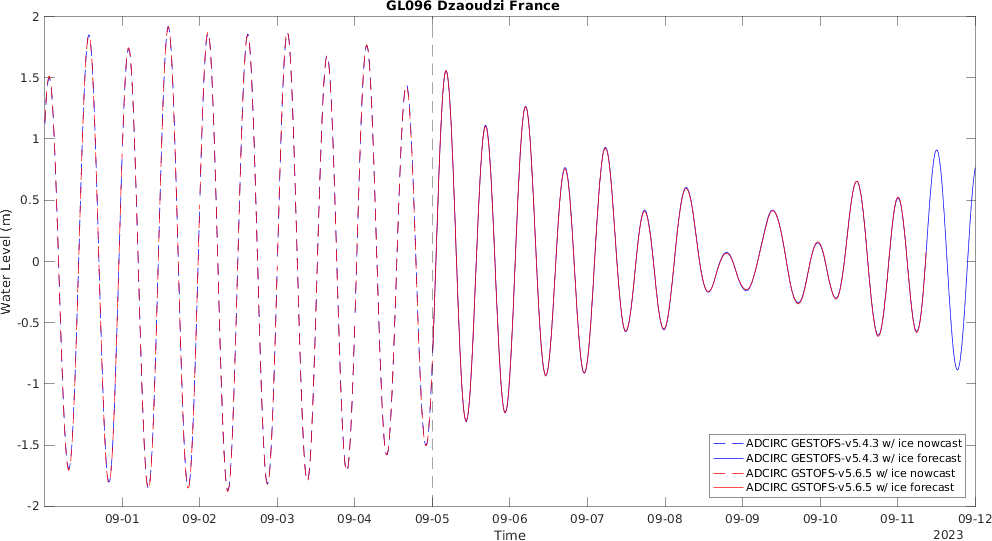 GL096 Dzaoudzi France
2
1.5
1
0.5
0
-0.5
-1
-1.5
-2
Water Level (m)
09-01 09-02 09-03 09-04 09-05 09-06 09-07 09-08 09-09 09-10 09-11 09-12
Time
2023
ADCIRC GESTOFS-v5.4.3 w/ ice nowcast
ADCIRC GESTOFS-v5.4.3 w/ ice forecast
ADCIRC GSTOFS-v5.6.5 w/ ice nowcast
ADCIRC GSTOFS-v5.6.5 w/ ice forecast